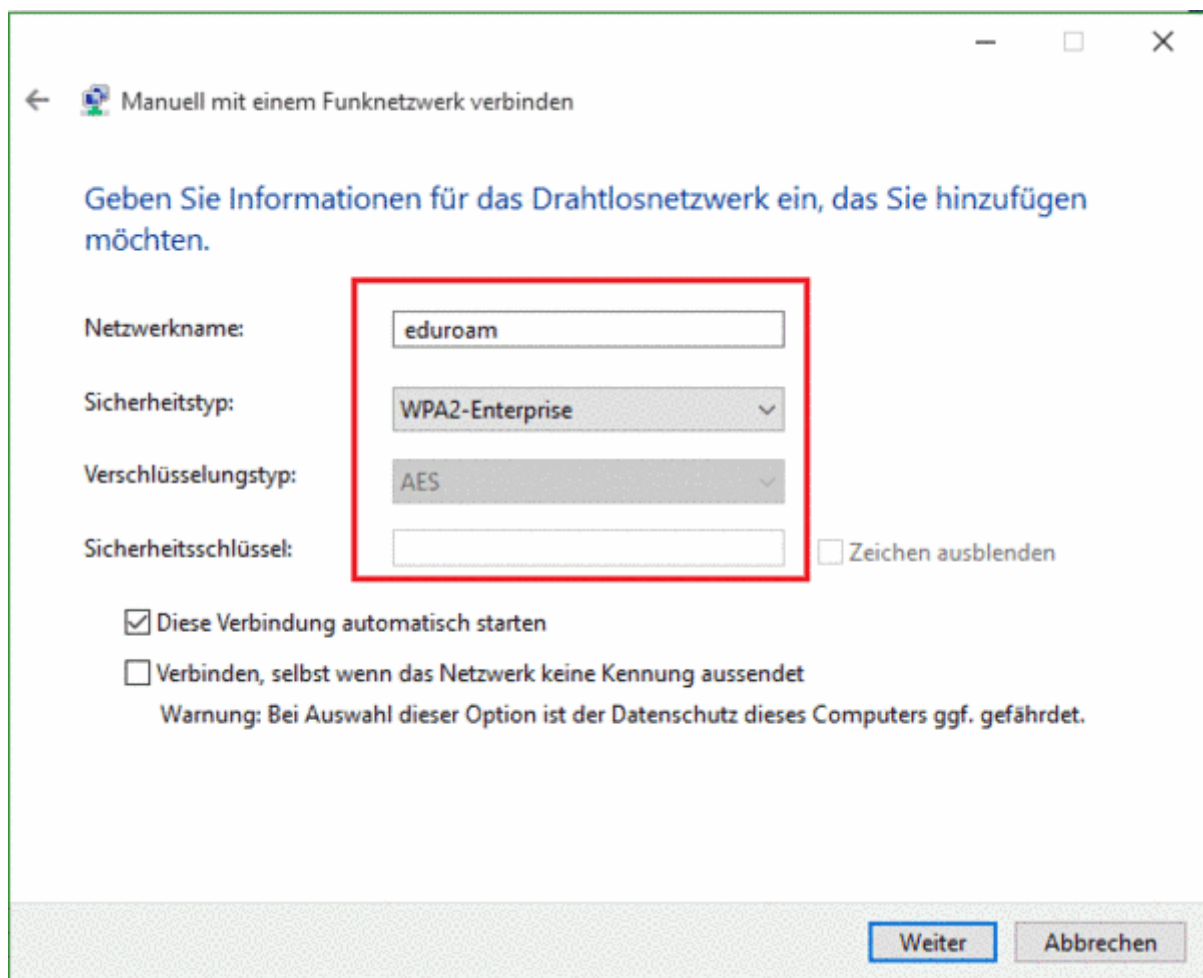 Manuell mit einem Funknetzwerk verbinden
Geben Sie Informationen für das Drahtlosnetzwerk ein, das Sie hinzufügen
möchten.
Netzwerkname:
eduroam
Sicherheitstyp:
WPA2-Enterprise
Verschlüsselungstyp:
AES
Sicherheitsschlüssel:
Zeichen ausblenden
Diese Verbindung automatisch starten
Verbinden, selbst wenn das Netzwerk keine Kennung aussendet
Warnung: Bei Auswahl dieser Option ist der Datenschutz dieses Computers ggf. gefährdet.
Weiter
Abbrechen